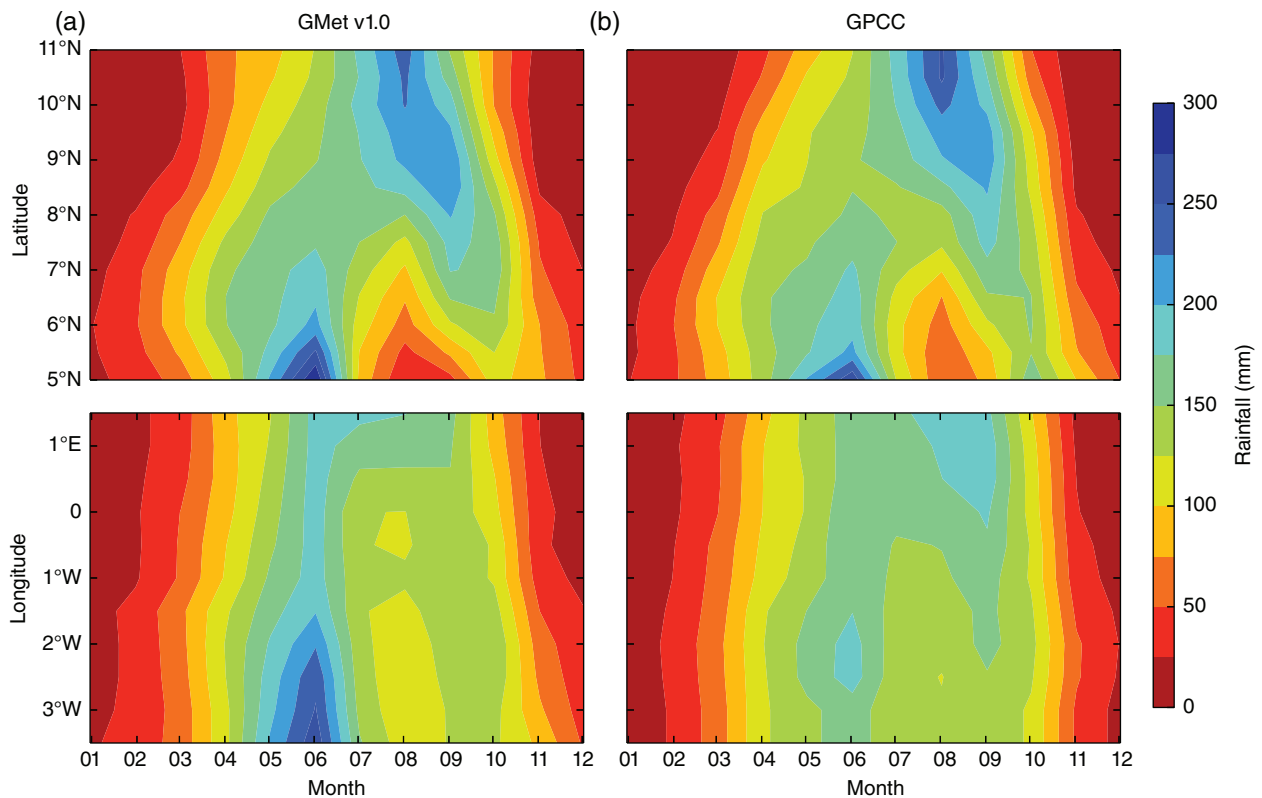 (a) GMet v1.0
(b) GPCC
11°N
10°N
9°N
8°N
7°N
6°N
5°N
Latitude
1°E
0
1°W
2°W
3°W
Longitude
01 02 03 04 05 06 07 08 09 10 11 12
Month
01 02 03 04 05 06 07 08 09 10 11 12
Month
300
250
200
150
100
50
0
Rainfall (mm)